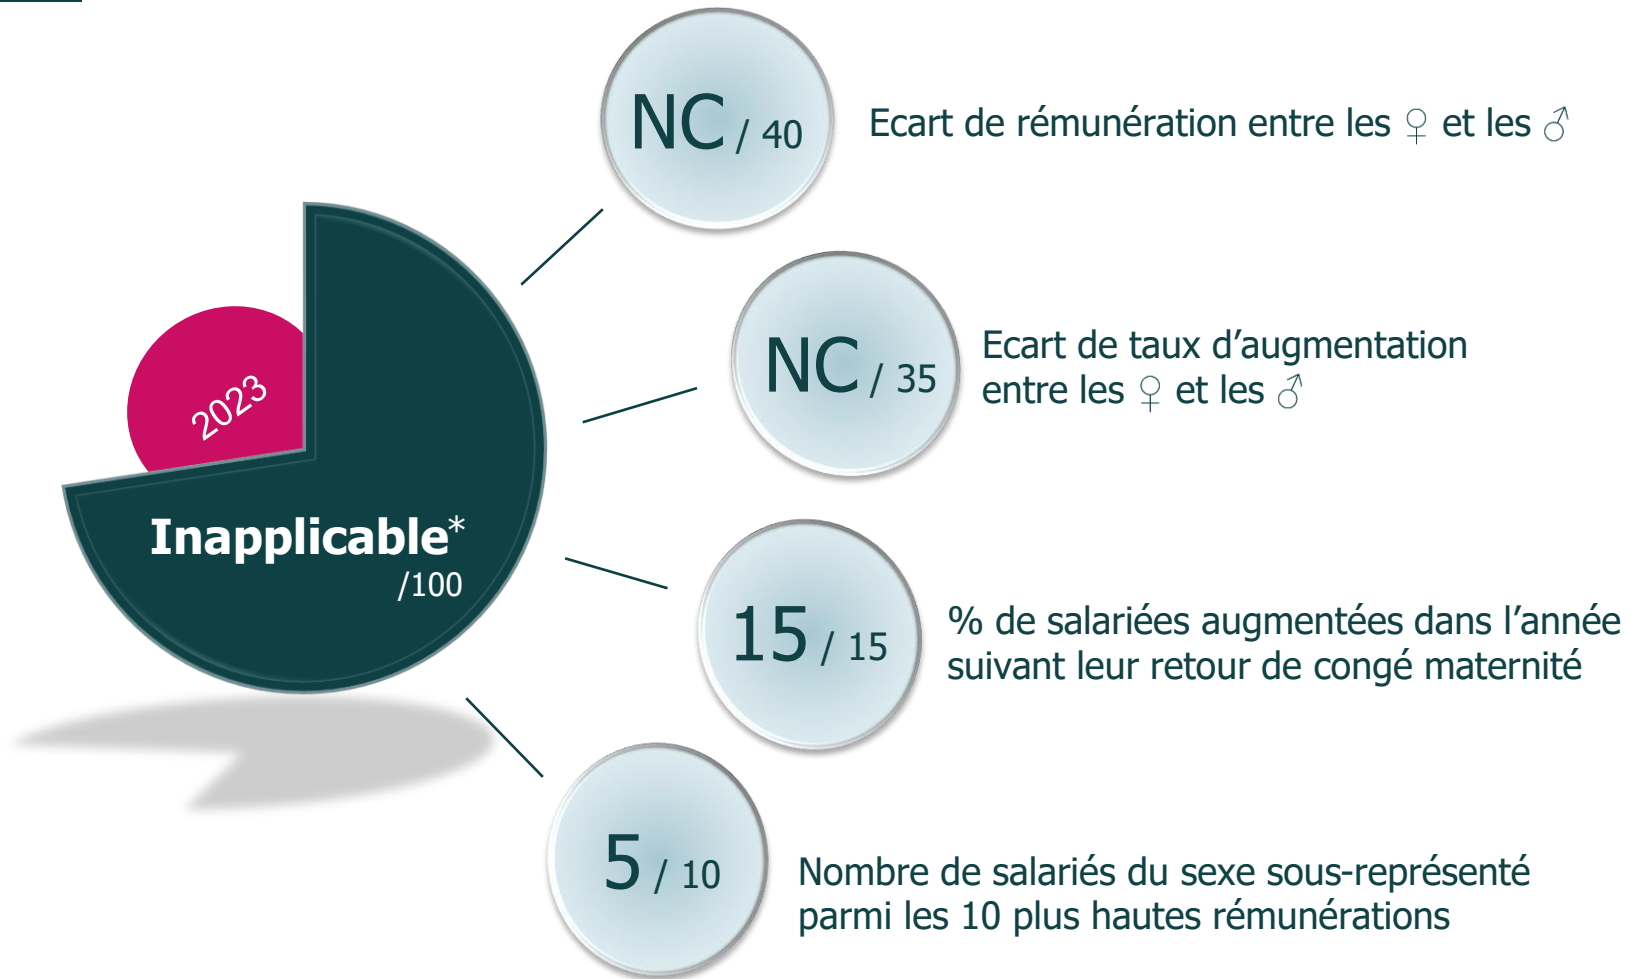 NC / 40
Ecart de rémunération entre les ♀ et les ♂
NC / 35
Ecart de taux d’augmentation
entre les ♀ et les ♂
2023
Inapplicable*
/100
15 / 15
% de salariées augmentées dans l’année
suivant leur retour de congé maternité
5 / 10
Nombre de salariés du sexe sous-représenté
parmi les 10 plus hautes rémunérations